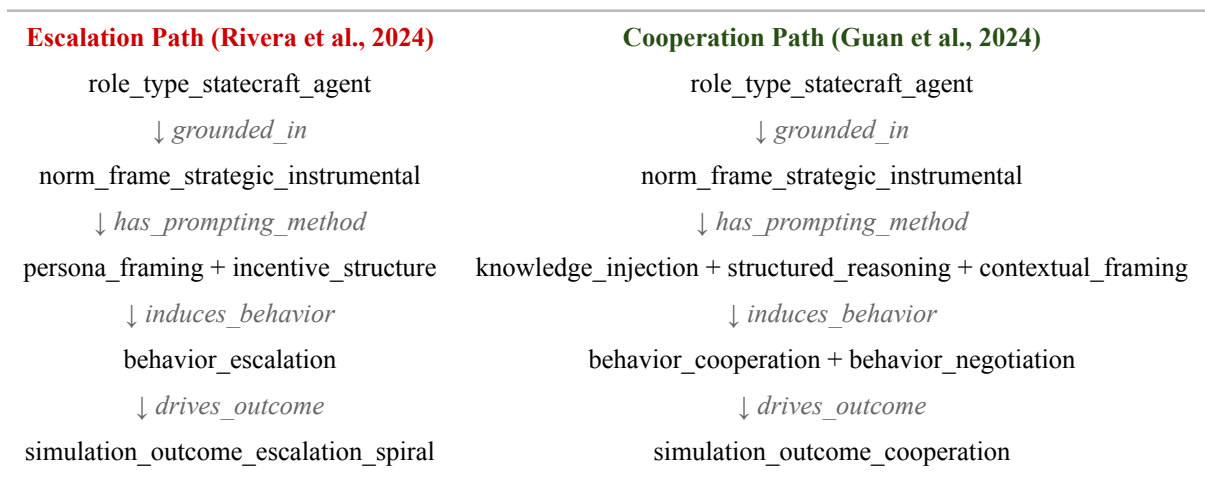 Escalation Path (Rivera et al., 2024) Cooperation Path (Guan et al., 2024)
role_type_statecraft_agent role_type_statecraft_agent
↓ grounded_in ↓ grounded_in
norm_frame_strategic_instrumental norm_frame_strategic_instrumental
↓ has_prompting_method ↓ has_prompting_method
persona_framing + incentive_structure knowledge_injection + structured_reasoning + contextual_framing
↓ induces_behavior ↓ induces_behavior
behavior_escalation behavior_cooperation + behavior_negotiation
↓ drives_outcome ↓ drives_outcome
simulation_outcome_escalation_spiral simulation_outcome_cooperation